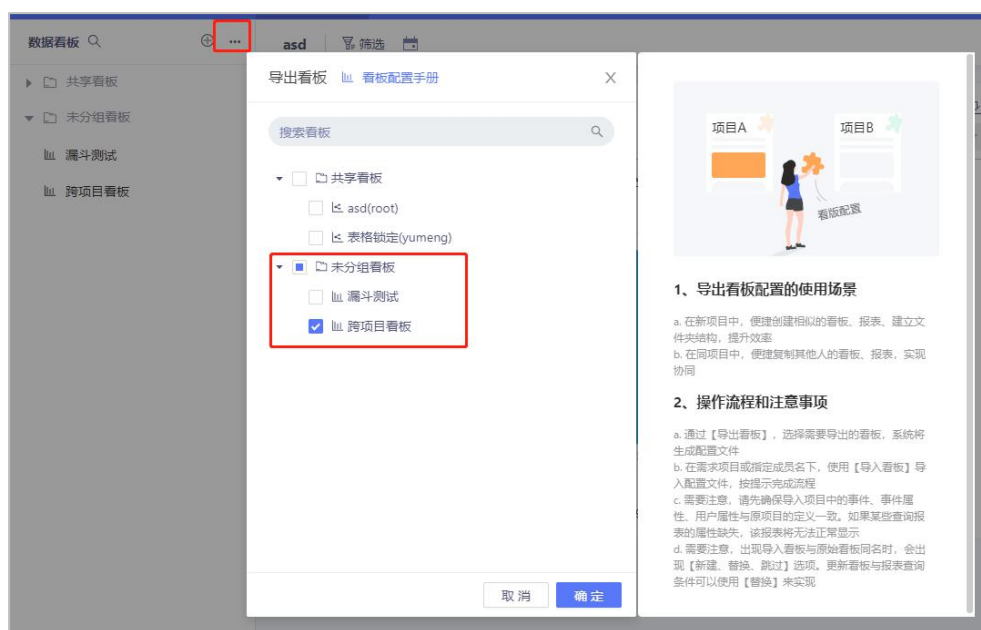 数据看板
asd
筛选
共享看板
未分组看板
漏斗测试
跨项目看板
导出看板 看板配置手册
搜索看板
共享看板
asd(root)
表格锁定(yumeng)
未分组看板
漏斗测试
跨项目看板
取消
确定
项目A
项目B
看版配置
1、导出看板配置的使用场景
a. 在新项目中，便捷创建相似的看板、报表、建立文
件夹结构，提升效率
b. 在同项目中，便捷复制其他人的看板、报表，实现
协同
2、操作流程和注意事项
a. 通过【导出看板】，选择需要导出的看板，系统将
生成配置文件
b. 在需求项目或指定成员名下，使用【导入看板】导
入配置文件，按提示完成流程
c. 需要注意，请先确保导入项目中的事件、事件属
性、用户属性与原项目的定义一致。如果某些查询报
表的属性缺失，该报表将无法正常显示
d. 需要注意，出现导入看板与原始看板同名时，会出
现【新建、替换、跳过】选项。更新看板与报表查询
条件可以使用【替换】来实现